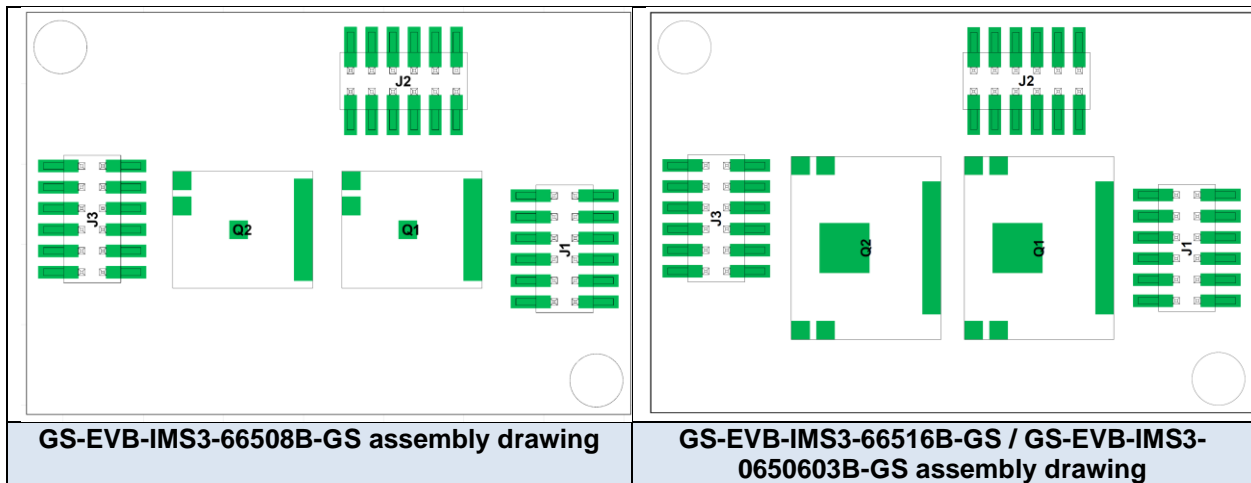 J2
J3
Q2
Q1
J1
GS-EVB-IMS3-66508B-GS assembly drawing
J2
J3
Q2
Q1
J1
GS-EVB-IMS3-66516B-GS / GS-EVB-IMS3-
0650603B-GS assembly drawing